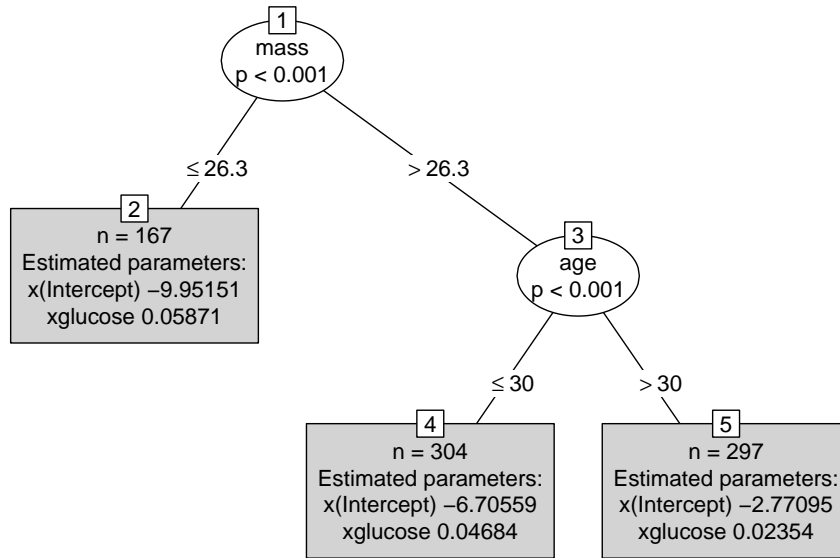 1
mass
p < 0.001
≤ 26.3
> 26.3
2
n = 167
Estimated parameters:
x(Intercept) −9.95151
xglucose 0.05871
3
age
p < 0.001
≤ 30
> 30
4
n = 304
Estimated parameters:
x(Intercept) −6.70559
xglucose 0.04684
5
n = 297
Estimated parameters:
x(Intercept) −2.77095
xglucose 0.02354